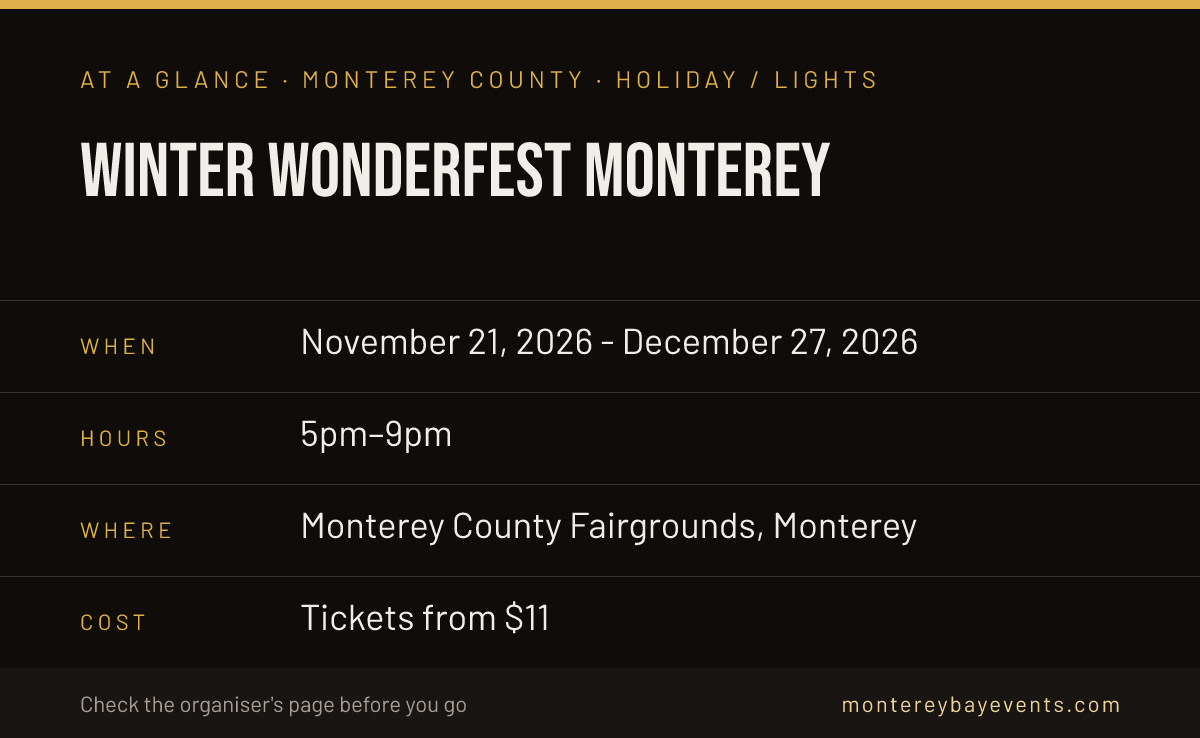 AT A GLANCE · MONTEREY COUNTY · HOLIDAY / LIGHTS
WINTER WONDERFEST MONTEREY
WHEN November 21, 2026 - December 27, 2026
HOURS 5pm–9pm
WHERE Monterey County Fairgrounds, Monterey
COST Tickets from $11
Check the organiser's page before you go montereybayevents.com